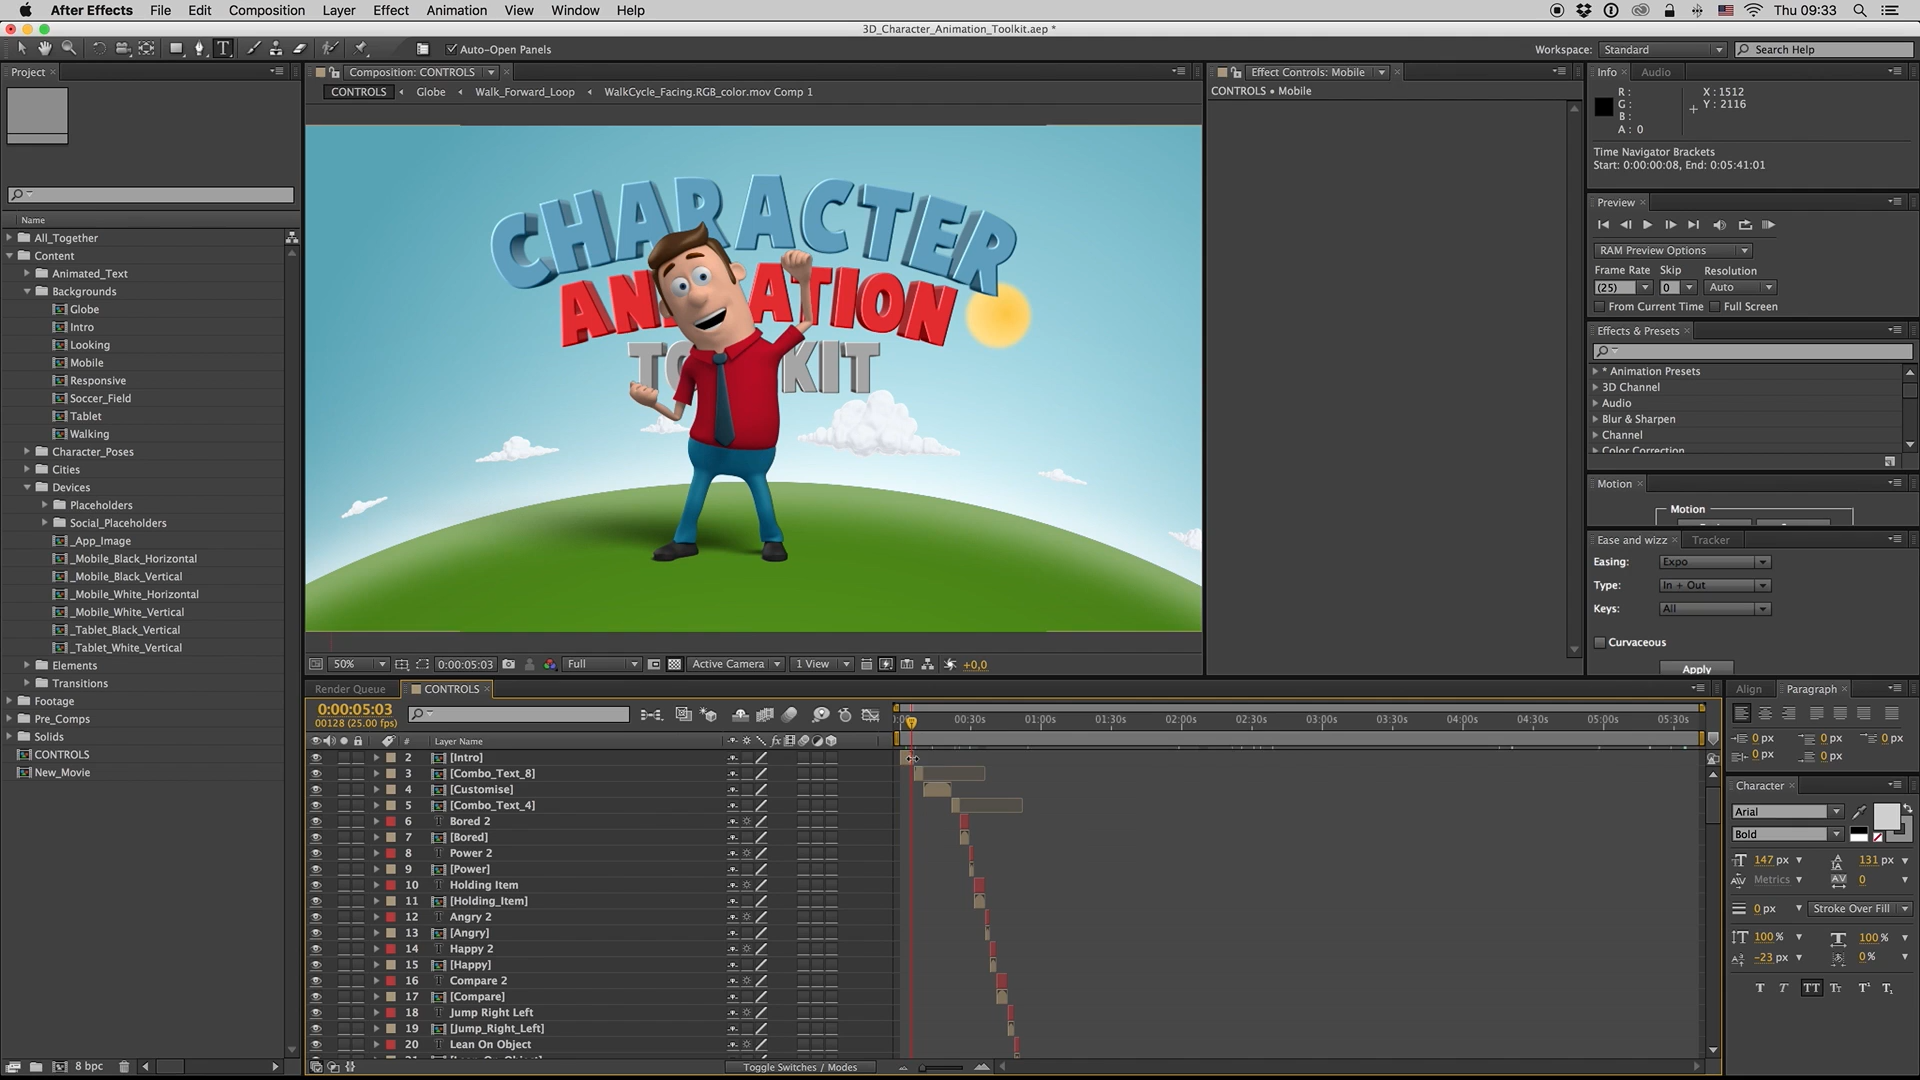 After Effects File Edit Composition Layer Effect Animation View Window Help Thu 09:33
3D_Character_Animation_Toolkit.aep *
Auto-Open Panels Workspace: Standard Search Help
Project
Name
All_Together
Content
Animated_Text
Backgrounds
Globe
Intro
Looking
Mobile
Responsive
Soccer_Field
Tablet
Walking
Character_Poses
Cities
Devices
Placeholders
Social_Placeholders
_App_Image
_Mobile_Black_Horizontal
_Mobile_Black_Vertical
_Mobile_White_Horizontal
_Mobile_White_Vertical
_Tablet_Black_Vertical
_Tablet_White_Vertical
Elements
Transitions
Footage
Pre_Comps
Solids
CONTROLS
New_Movie
8 bpc
Composition: CONTROLS
CONTROLS Globe Walk_Forward_Loop WalkCycle_Facing.RGB_color.mov Comp 1
CHARACTER
50% 0:00:05:03 Full Active Camera 1 View +0,0
Effect Controls: Mobile
CONTROLS • Mobile
Info Audio
R : X : 1512
G : Y : 2116
B :
A : 0
Time Navigator Brackets
Start: 0:00:00:08, End: 0:05:41:01
Preview
RAM Preview Options
Frame Rate Skip Resolution
(25) 0 Auto
From Current Time Full Screen
Effects & Presets
* Animation Presets
3D Channel
Audio
Blur & Sharpen
Channel
Color Correction
Motion
Motion
Ease and wizz Tracker
Easing: Expo
Type: In + Out
Keys: All
Curvaceous
Apply
Render Queue CONTROLS
0:00:05:03
00128 (25.00 fps)
00:30s 01:00s 01:30s 02:00s 02:30s 03:00s 03:30s 04:00s 04:30s 05:00s 05:30s
# Layer Name
2 [Intro]
3 [Combo_Text_8]
4 [Customise]
5 [Combo_Text_4]
6 Bored 2
7 [Bored]
8 Power 2
9 [Power]
10 Holding Item
11 [Holding_Item]
12 Angry 2
13 [Angry]
14 Happy 2
15 [Happy]
16 Compare 2
17 [Compare]
18 Jump Right Left
19 [Jump_Right_Left]
20 Lean On Object
Toggle Switches / Modes
Align Paragraph
0 px 0 px 0 px
0 px 0 px
Character
Arial
Bold
147 px 131 px
Metrics 0
0 px Stroke Over Fill
100 % 100 %
-23 px 0 %